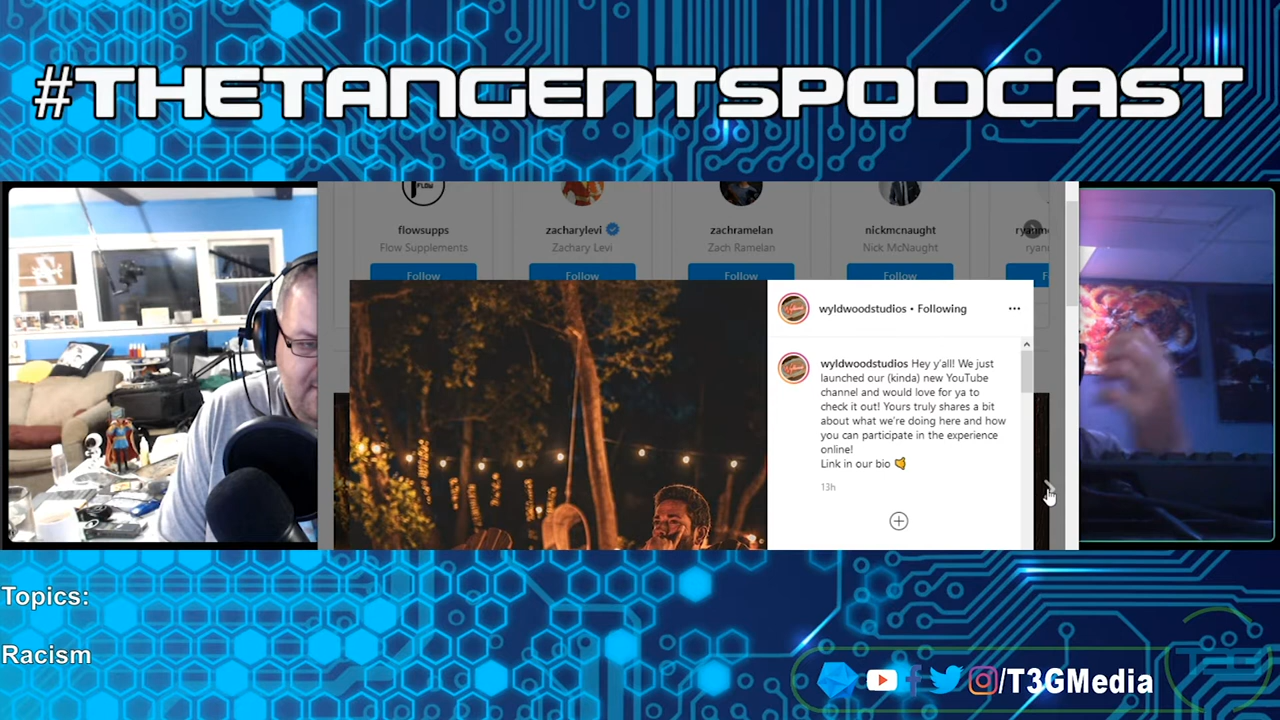 #THETANGENTSPODCAST
FLOW
flowsupps
Flow Supplements
Follow
zacharylevi
Zachary Levi
Follow
zachramelan
Zach Ramelan
Follow
nickmcnaught
Nick McNaught
Follow
wyldwoodstudios • Following
wyldwoodstudios Hey y'all! We just
launched our (kinda) new YouTube
channel and would love for ya to
check it out! Yours truly shares a bit
about what we're doing here and how
you can participate in the experience
online!
Link in our bio
13h
Topics:
Racism
/T3GMedia